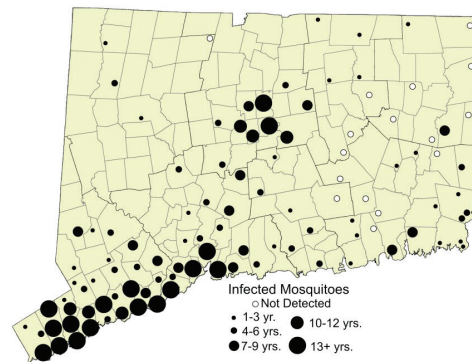 Infected Mosquitoes
Not Detected
1-3 yr.
4-6 yrs.
7-9 yrs.
10-12 yrs.
13+ yrs.